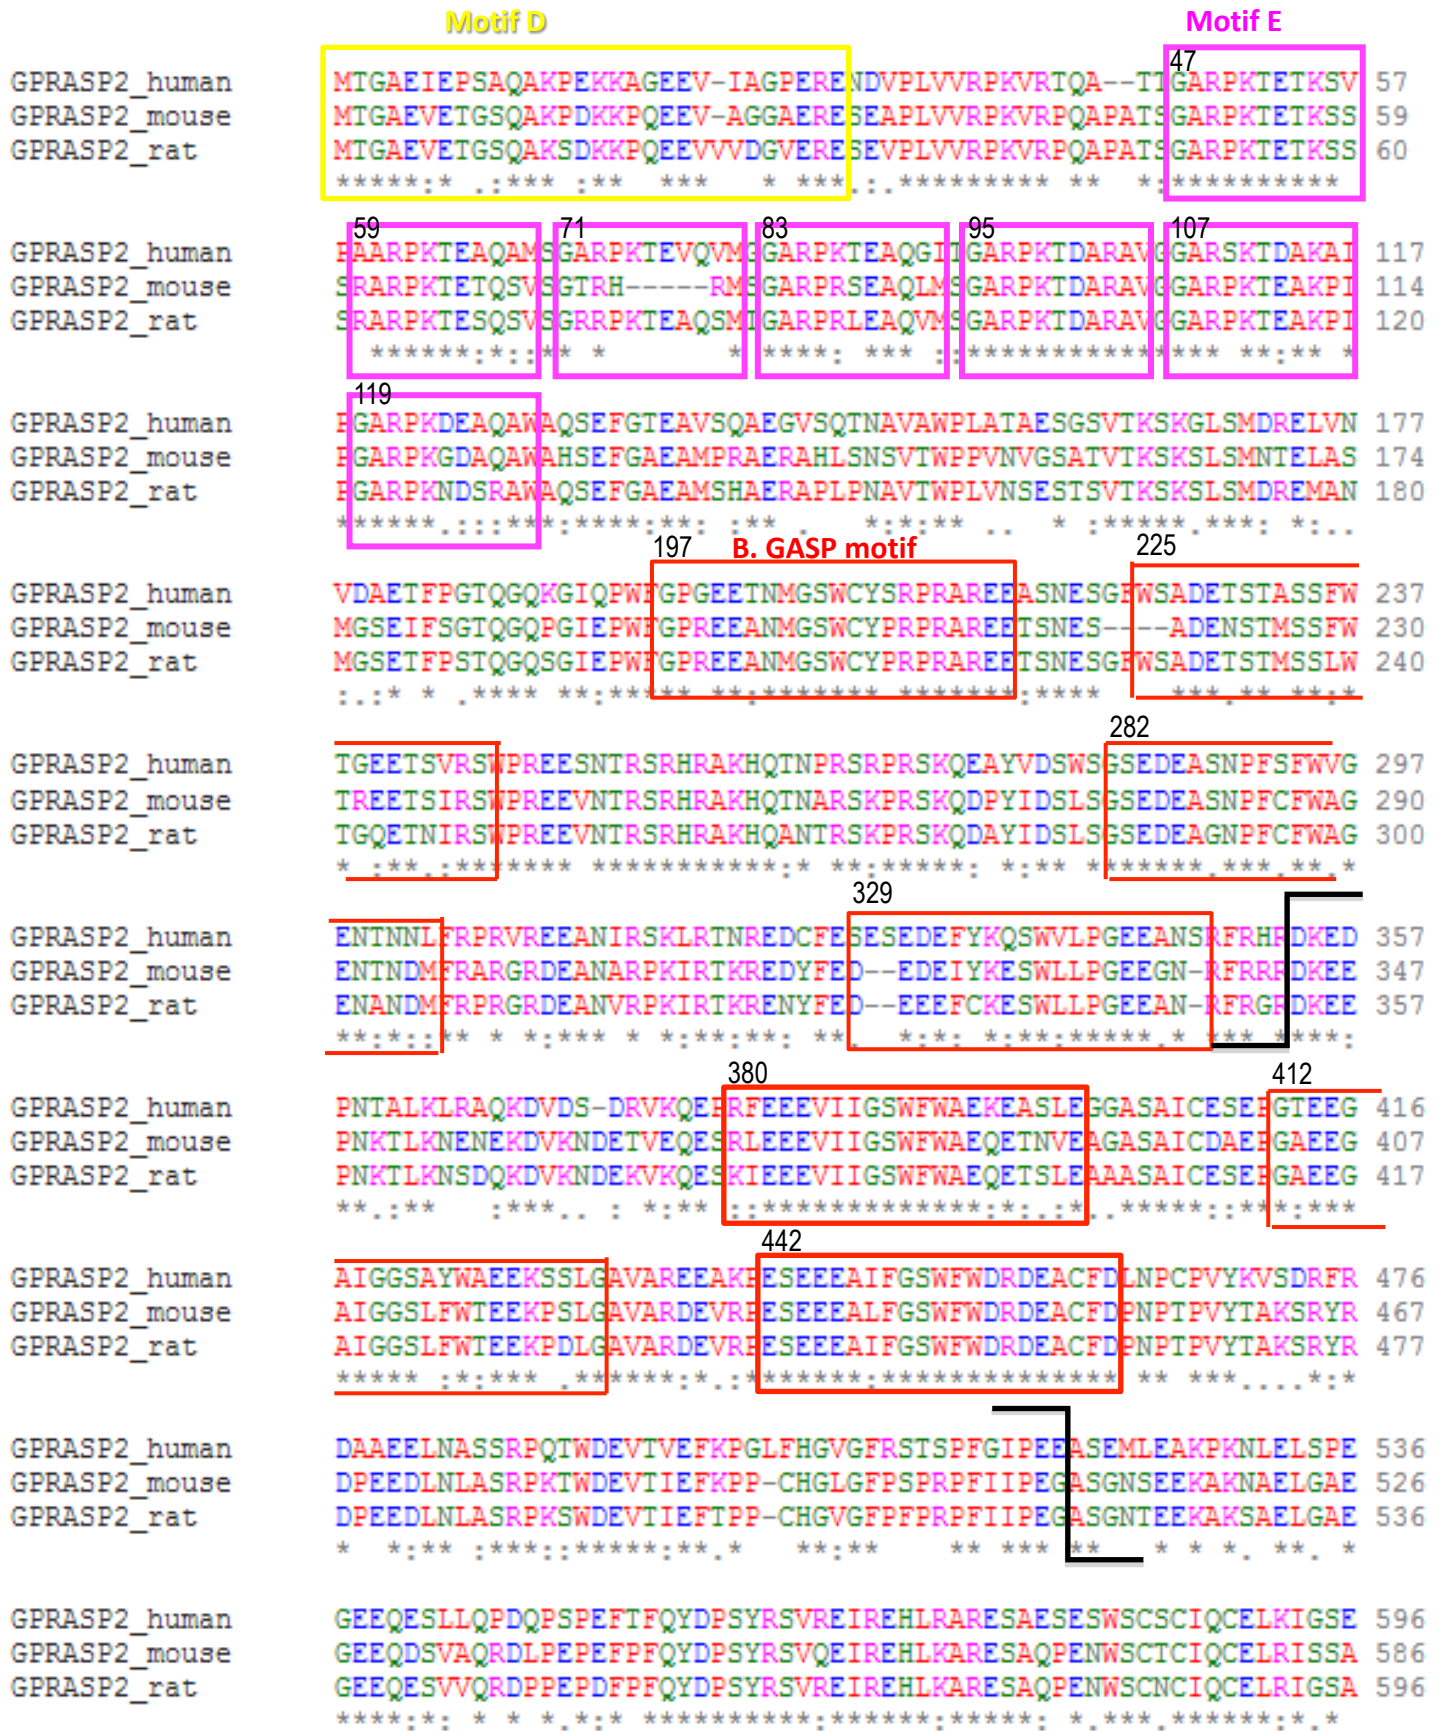 Motif D Motif E
47
GPRASP2_human MTGAEIEPSAQAKPEKKAGEEV-IAGPERENDVPLVVRPKVRTQA--TTGARPKTETKSV 57
GPRASP2_mouse MTGAEVETGSQAKPDKKPQEEV-AGGAERESEAPLVVRPKVRPQAPATSGARPKTETKSS 59
GPRASP2_rat MTGAEVETGSQAKSDKKPQEEVVVDGVERESEVPLVVRPKVRPQAPATSGARPKTETKSS 60
*****:* .:*** :** *** * ***.:.********* ** *:**********
59 71 83 95 107
GPRASP2_human PAARPKTEAQAMSGARPKTEVQVMGGARPKTEAQGITGARPKTDARAVGGARSKTDAKAI 117
GPRASP2_mouse SRARPKTETQSVSGTRH-----RMSGARPRSEAQLMSGARPKTDARAVGGARPKTEAKPI 114
GPRASP2_rat SRARPKTESQSVSGRRPKTEAQSMTGARPRLEAQVMSGARPKTDARAVGGARPKTEAKPI 120
******:*::** * * ****: *** ::**************** **:** *
119
GPRASP2_human PGARPKDEAQAWAQSEFGTEAVSQAEGVSQTNAVAWPLATAESGSVTKSKGLSMDRELVN 177
GPRASP2_mouse PGARPKGDAQAWAHSEFGAEAMPRAERAHLSNSVTWPPVNVGSATVTKSKSLSMNTELAS 174
GPRASP2_rat PGARPKNDSRAWAQSEFGAEAMSHAERAPLPNAVTWPLVNSESTSVTKSKSLSMDREMAN 180
******.:::***:****:**: :** . *:*:** .. * :*****.***: *:..
197 B. GASP motif 225
GPRASP2_human VDAETFPGTQGQKGIQPWFGPGEETNMGSWCYSRPRAREEASNESGFWSADETSTASSFW 237
GPRASP2_mouse MGSEIFSGTQGQPGIEPWFGPREEANMGSWCYPRPRAREETSNES----ADENSTMSSFW 230
GPRASP2_rat MGSETFPSTQGQSGIEPWFGPREEANMGSWCYPRPRAREETSNESGFWSADETSTMSSLW 240
:.:* * .**** **:***** **:******* *******:**** ***.** **:*
282
GPRASP2_human TGEETSVRSWPREESNTRSRHRAKHQTNPRSRPRSKQEAYVDSWSGSEDEASNPFSFWVG 297
GPRASP2_mouse TREETSIRSWPREEVNTRSRHRAKHQTNARSKPRSKQDPYIDSLSGSEDEASNPFCFWAG 290
GPRASP2_rat TGQETNIRSWPREEVNTRSRHRAKHQANTRSKPRSKQDAYIDSLSGSEDEAGNPFCFWAG 300
* :**.:******* ***********:* **:*****: *:** *******.***.**.*
329
GPRASP2_human ENTNNLFRPRVREEANIRSKLRTNREDCFESESEDEFYKQSWVLPGEEANSRFRHRDKED 357
GPRASP2_mouse ENTNDMFRARGRDEANARPKIRTKREDYFED--EDEIYKESWLLPGEEGN-RFRRRDKEE 347
GPRASP2_rat ENANDMFRPRGRDEANVRPKIRTKRENYFED--EEEFCKESWLLPGEEAN-RFRGRDKEE 357
**:*::** * *:*** *:**:**: **. *:*: *:**:*****.* *** ****:
380 412
GPRASP2_human PNTALKLRAQKDVDS-DRVKQEPRFEEEVIIGSWFWAEKEASLEGGASAICESEPGTEEG 416
GPRASP2_mouse PNKTLKNENEKDVKNDETVEQESRLEEEVIIGSWFWAEQETNVEAGASAICDAEPGAEEG 407
GPRASP2_rat PNKTLKNSDQKDVKNDEKVKQESKIEEEVIIGSWFWAEQETSLEAAASAICESEPGAEEG 417
**.:** :***.. : *:** ::*************:*:.:*..*****::***:***
442
GPRASP2_human AIGGSAYWAEEKSSLGAVAREEAKPESEEEAIFGSWFWDRDEACFDLNPCPVYKVSDRFR 476
GPRASP2_mouse AIGGSLFWTEEKPSLGAVARDEVRPESEEEALFGSWFWDRDEACFDPNPTPVYTAKSRYR 467
GPRASP2_rat AIGGSLFWTEEKPDLGAVARDEVRPESEEEAIFGSWFWDRDEACFDPNPTPVYTAKSRYR 477
***** :*:*** .******:*.:*******:************** ** ***....*:*
GPRASP2_human DAAEELNASSRPQTWDEVTVEFKPGLFHGVGFRSTSPFGIPEEASEMLEAKPKNLELSPE 536
GPRASP2_mouse DPEEDLNLASRPKTWDEVTIEFKPP-CHGLGFPSPRPFIIPEGASGNSEEKAKNAELGAE 526
GPRASP2_rat DPEEDLNLASRPKSWDEVTIEFTPP-CHGVGFPFPRPFIIPEGASGNTEEKAKSAELGAE 536
* *:** :***::*****:**.* **:** ** *** ** * * *. **. *
GPRASP2_human GEEQESLLQPDQPSPEFTFQYDPSYRSVREIREHLRARESAESESWSCSCIQCELKIGSE 596
GPRASP2_mouse GEEQDSVAQRDLPEPEFPFQYDPSYRSVQEIREHLKARESAQPENWSCTCIQCELRISSA 586
GPRASP2_rat GEEQESVVQRDPPEPDFPFQYDPSYRSVREIREHLKARESAQPENWSCNCIQCELRIGSA 596
****:*: * * *.*:* **********:******:*****: *.***.******:*.*